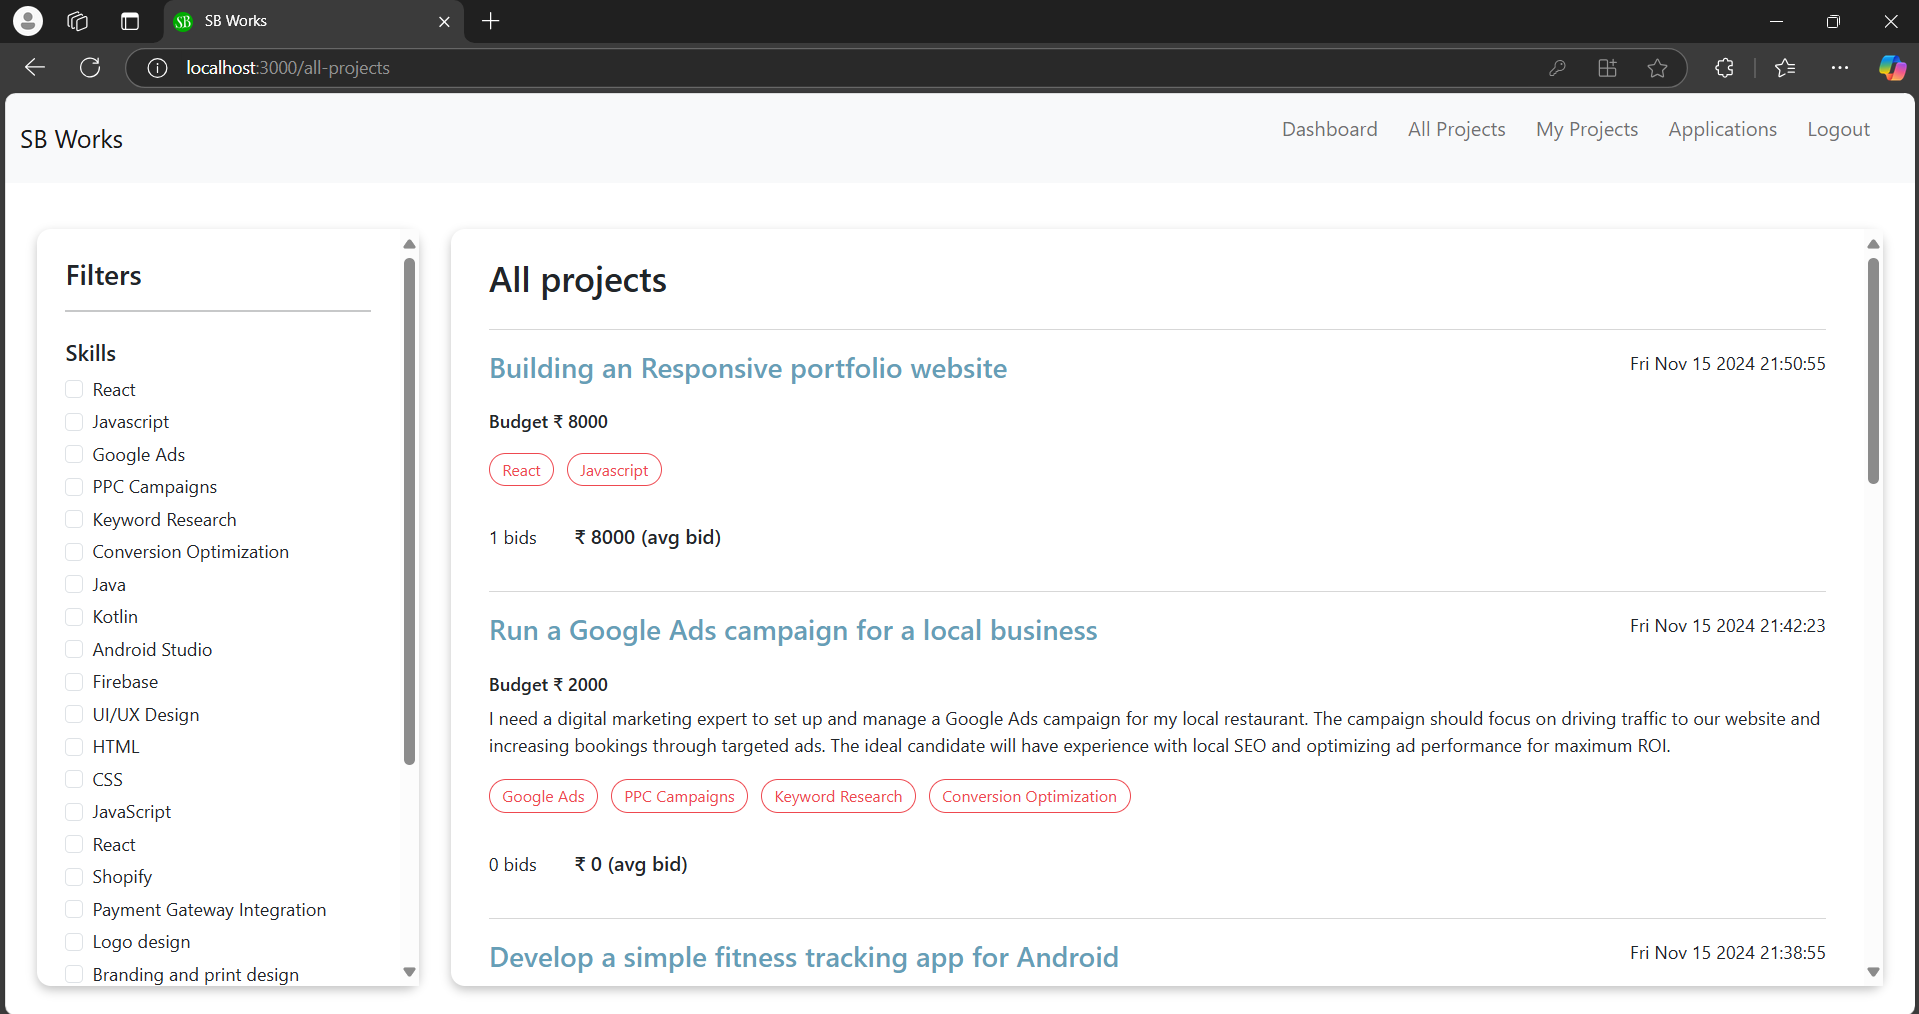 SB SB Works
localhost:3000/all-projects
SB Works
Dashboard All Projects My Projects Applications Logout
Filters
Skills
React
Javascript
Google Ads
PPC Campaigns
Keyword Research
Conversion Optimization
Java
Kotlin
Android Studio
Firebase
UI/UX Design
HTML
CSS
JavaScript
React
Shopify
Payment Gateway Integration
Logo design
Branding and print design
All projects
Building an Responsive portfolio website Fri Nov 15 2024 21:50:55
Budget ₹ 8000
React Javascript
1 bids ₹ 8000 (avg bid)
Run a Google Ads campaign for a local business Fri Nov 15 2024 21:42:23
Budget ₹ 2000
I need a digital marketing expert to set up and manage a Google Ads campaign for my local restaurant. The campaign should focus on driving traffic to our website and
increasing bookings through targeted ads. The ideal candidate will have experience with local SEO and optimizing ad performance for maximum ROI.
Google Ads PPC Campaigns Keyword Research Conversion Optimization
0 bids ₹ 0 (avg bid)
Develop a simple fitness tracking app for Android Fri Nov 15 2024 21:38:55